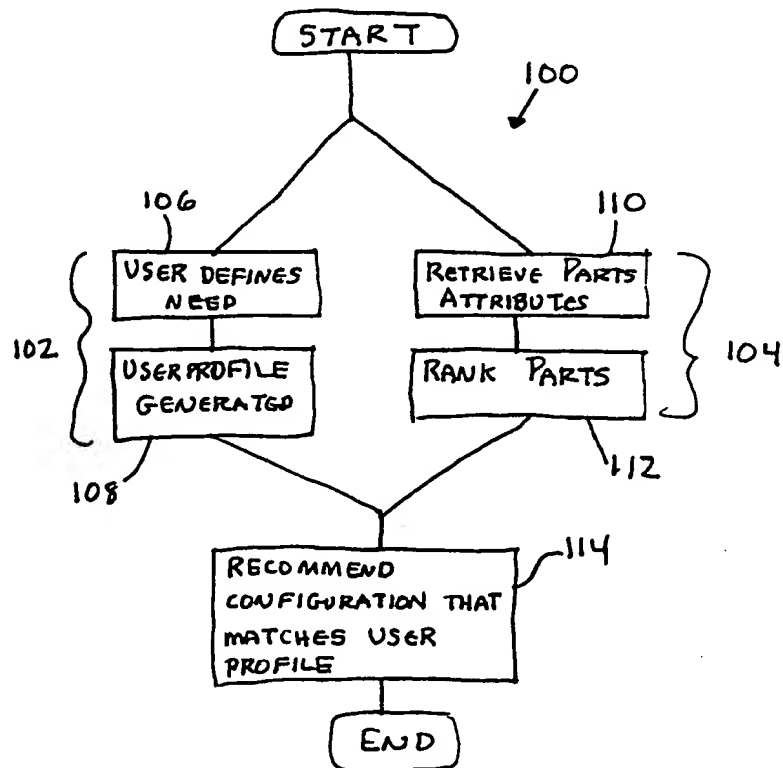 START
100
106
110
USER DEFINES
NEED
RETRIEVE PARTS
ATTRIBUTES
102
104
USER PROFILE
GENERATED
RANK PARTS
108
112
114
RECOMMEND
CONFIGURATION THAT
MATCHES USER
PROFILE
END